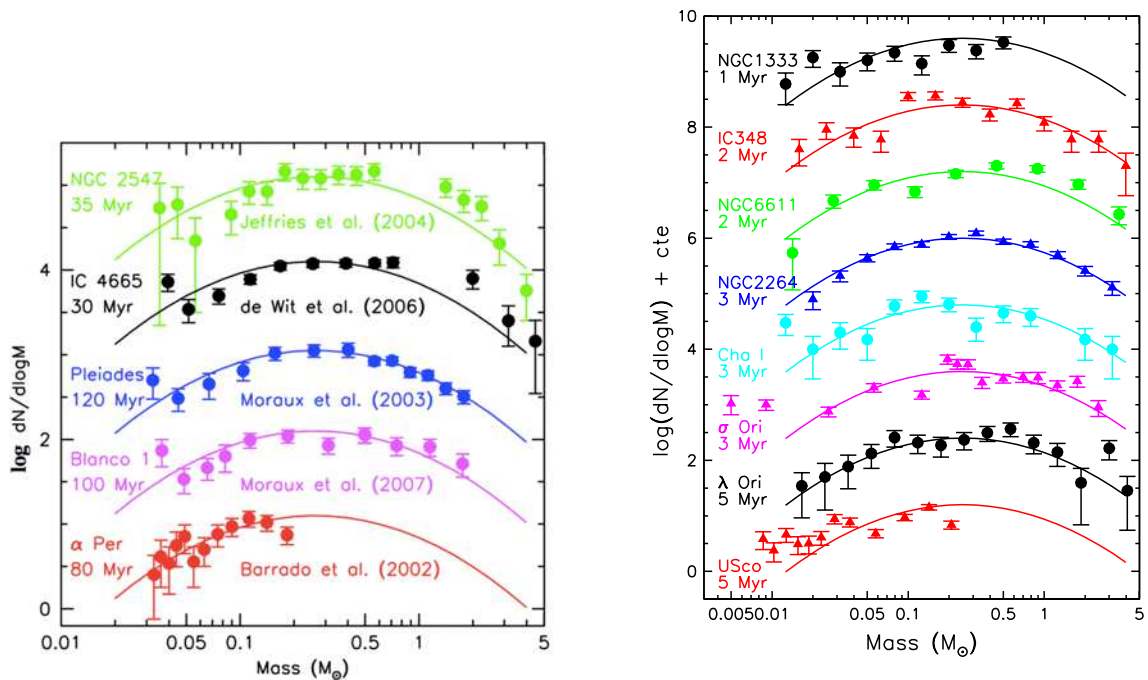 log dN/dlogM
4
2
0
NGC 2547
35 Myr
Jeffries et al. (2004)
IC 4665
30 Myr
de Wit et al. (2006)
Pleiades
120 Myr
Moraux et al. (2003)
Blanco 1
100 Myr
Moraux et al. (2007)
α Per
80 Myr
Barrado et al. (2002)
0.01 0.05 0.1 0.5 1 5
Mass (M⊙)
log(dN/dlogM) + cte
10
8
6
4
2
0
NGC1333
1 Myr
IC348
2 Myr
NGC6611
2 Myr
NGC2264
3 Myr
Cha I
3 Myr
σ Ori
3 Myr
λ Ori
5 Myr
USco
5 Myr
0.005 0.01 0.05 0.1 0.5 1 5
Mass (M⊙)